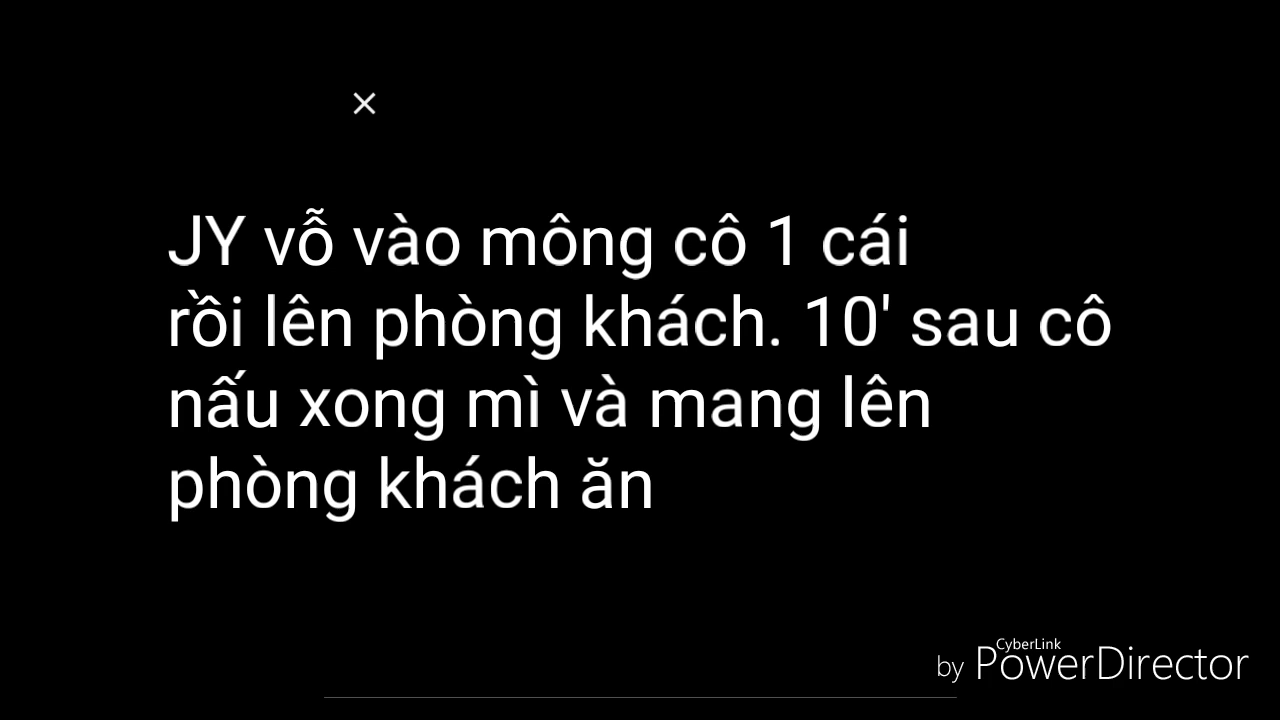 ×
JY vỗ vào mông cô 1 cái
rồi lên phòng khách. 10' sau cô
nấu xong mì và mang lên
phòng khách ăn
CyberLink
by PowerDirector